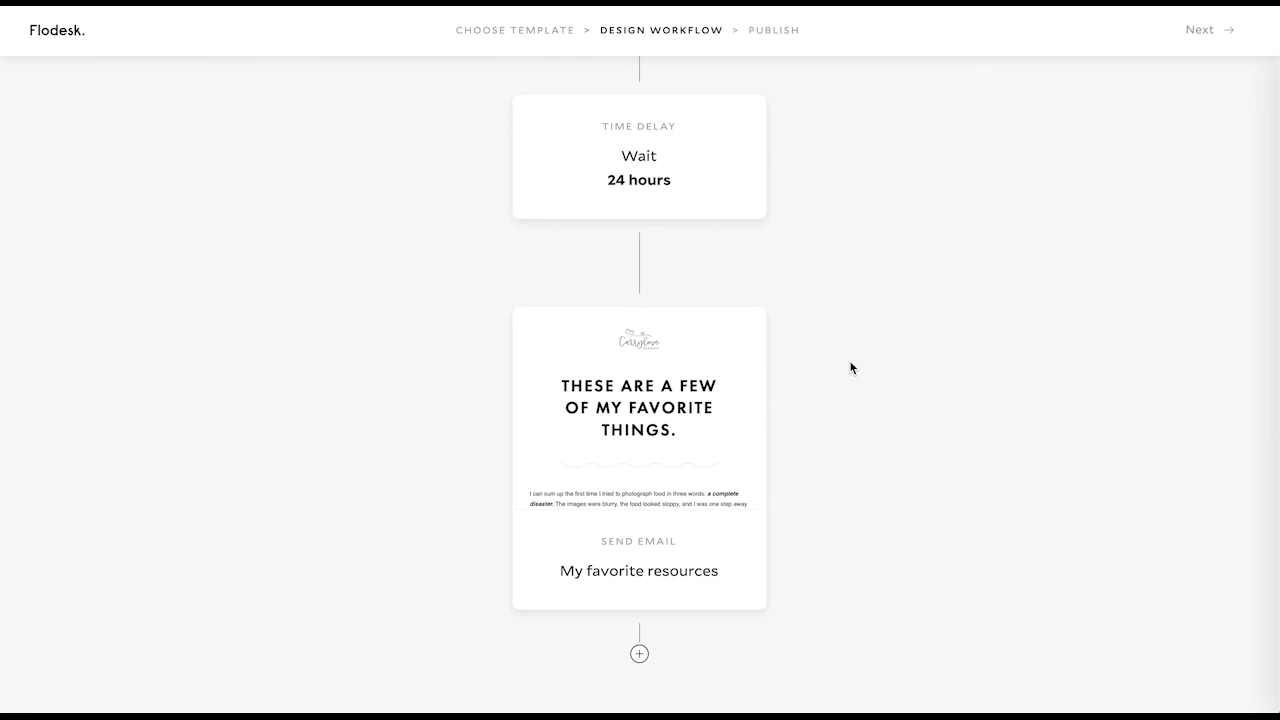 Flodesk.
CHOOSE TEMPLATE > DESIGN WORKFLOW > PUBLISH
Next →
TIME DELAY
Wait
24 hours
Carrylove
THESE ARE A FEW
OF MY FAVORITE
THINGS.
I can sum up the first time I tried to photograph food in three words: a complete
disaster. The images were blurry, the food looked sloppy, and I was one step away
SEND EMAIL
My favorite resources